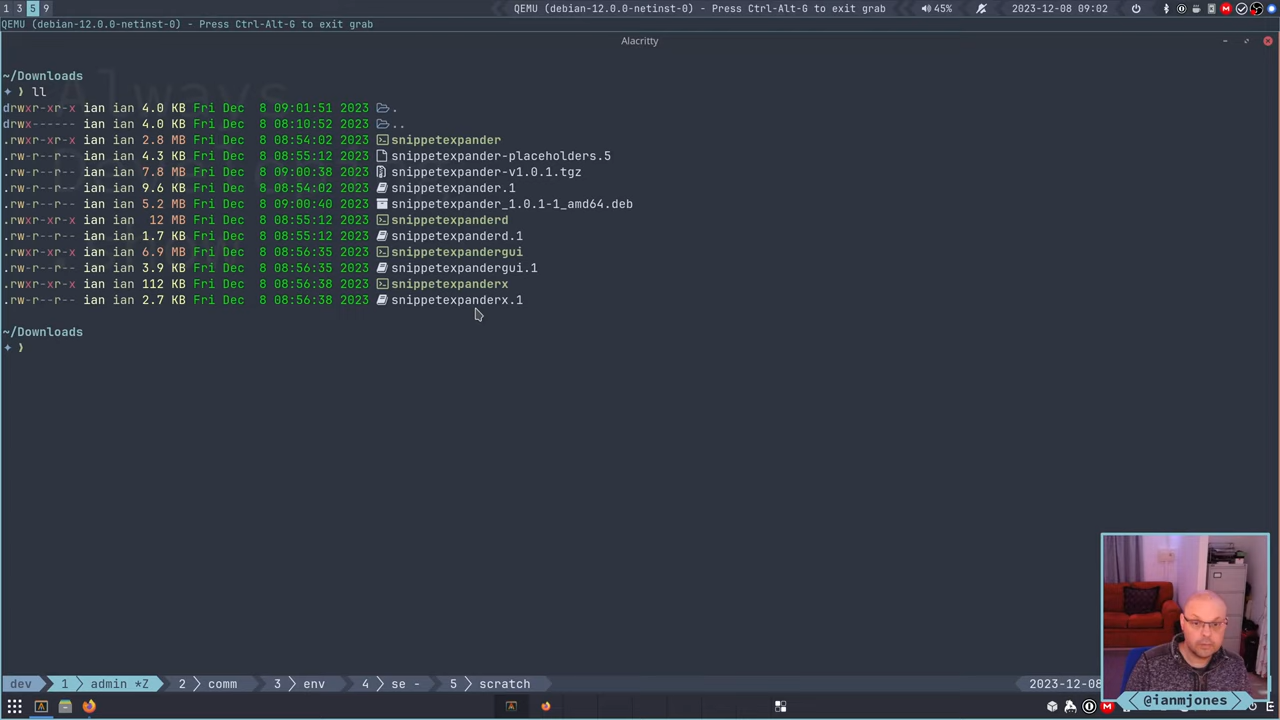 1 3 5 9
QEMU (debian-12.0.0-netinst-0) - Press Ctrl-Alt-G to exit grab
45%
2023-12-08 09:02
QEMU (debian-12.0.0-netinst-0) - Press Ctrl-Alt-G to exit grab
Alacritty
~/Downloads
✦ ❯ ll
drwxr-xr-x ian ian 4.0 KB Fri Dec  8 09:01:51 2023 .
drwx------ ian ian 4.0 KB Fri Dec  8 08:10:52 2023 ..
.rwxr-xr-x ian ian 2.8 MB Fri Dec  8 08:54:02 2023 snippetexpander
.rw-r--r-- ian ian 4.3 KB Fri Dec  8 08:55:12 2023 snippetexpander-placeholders.5
.rw-r--r-- ian ian 7.8 MB Fri Dec  8 09:00:38 2023 snippetexpander-v1.0.1.tgz
.rw-r--r-- ian ian 9.6 KB Fri Dec  8 08:54:02 2023 snippetexpander.1
.rw-r--r-- ian ian 5.2 MB Fri Dec  8 09:00:40 2023 snippetexpander_1.0.1-1_amd64.deb
.rwxr-xr-x ian ian  12 MB Fri Dec  8 08:55:12 2023 snippetexpanderd
.rw-r--r-- ian ian 1.7 KB Fri Dec  8 08:55:12 2023 snippetexpanderd.1
.rwxr-xr-x ian ian 6.9 MB Fri Dec  8 08:56:35 2023 snippetexpandergui
.rw-r--r-- ian ian 3.9 KB Fri Dec  8 08:56:35 2023 snippetexpandergui.1
.rwxr-xr-x ian ian 112 KB Fri Dec  8 08:56:38 2023 snippetexpanderx
.rw-r--r-- ian ian 2.7 KB Fri Dec  8 08:56:38 2023 snippetexpanderx.1
~/Downloads
✦ ❯
dev 1 admin *Z 2 comm 3 env 4 se - 5 scratch 2023-12-08
@ianmjones